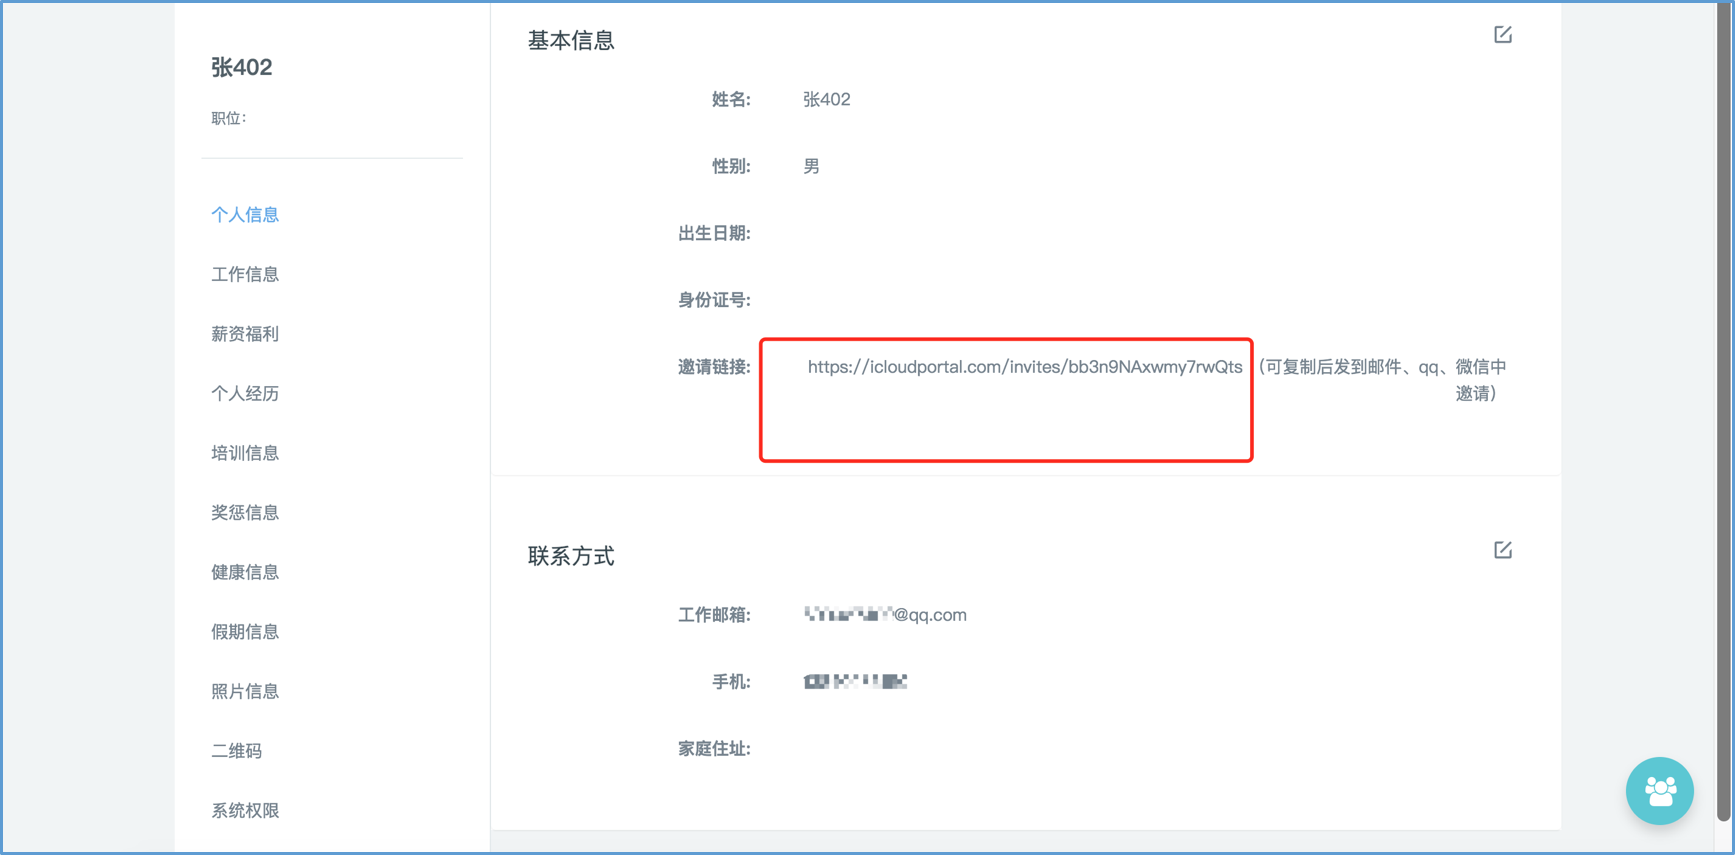 张402
职位：
个人信息
工作信息
薪资福利
个人经历
培训信息
奖惩信息
健康信息
假期信息
照片信息
二维码
系统权限
基本信息
姓名: 张402
性别: 男
出生日期:
身份证号:
邀请链接: https://icloudportal.com/invites/bb3n9NAxwmy7rwQts （可复制后发到邮件、qq、微信中
邀请）
联系方式
工作邮箱: @qq.com
手机:
家庭住址: